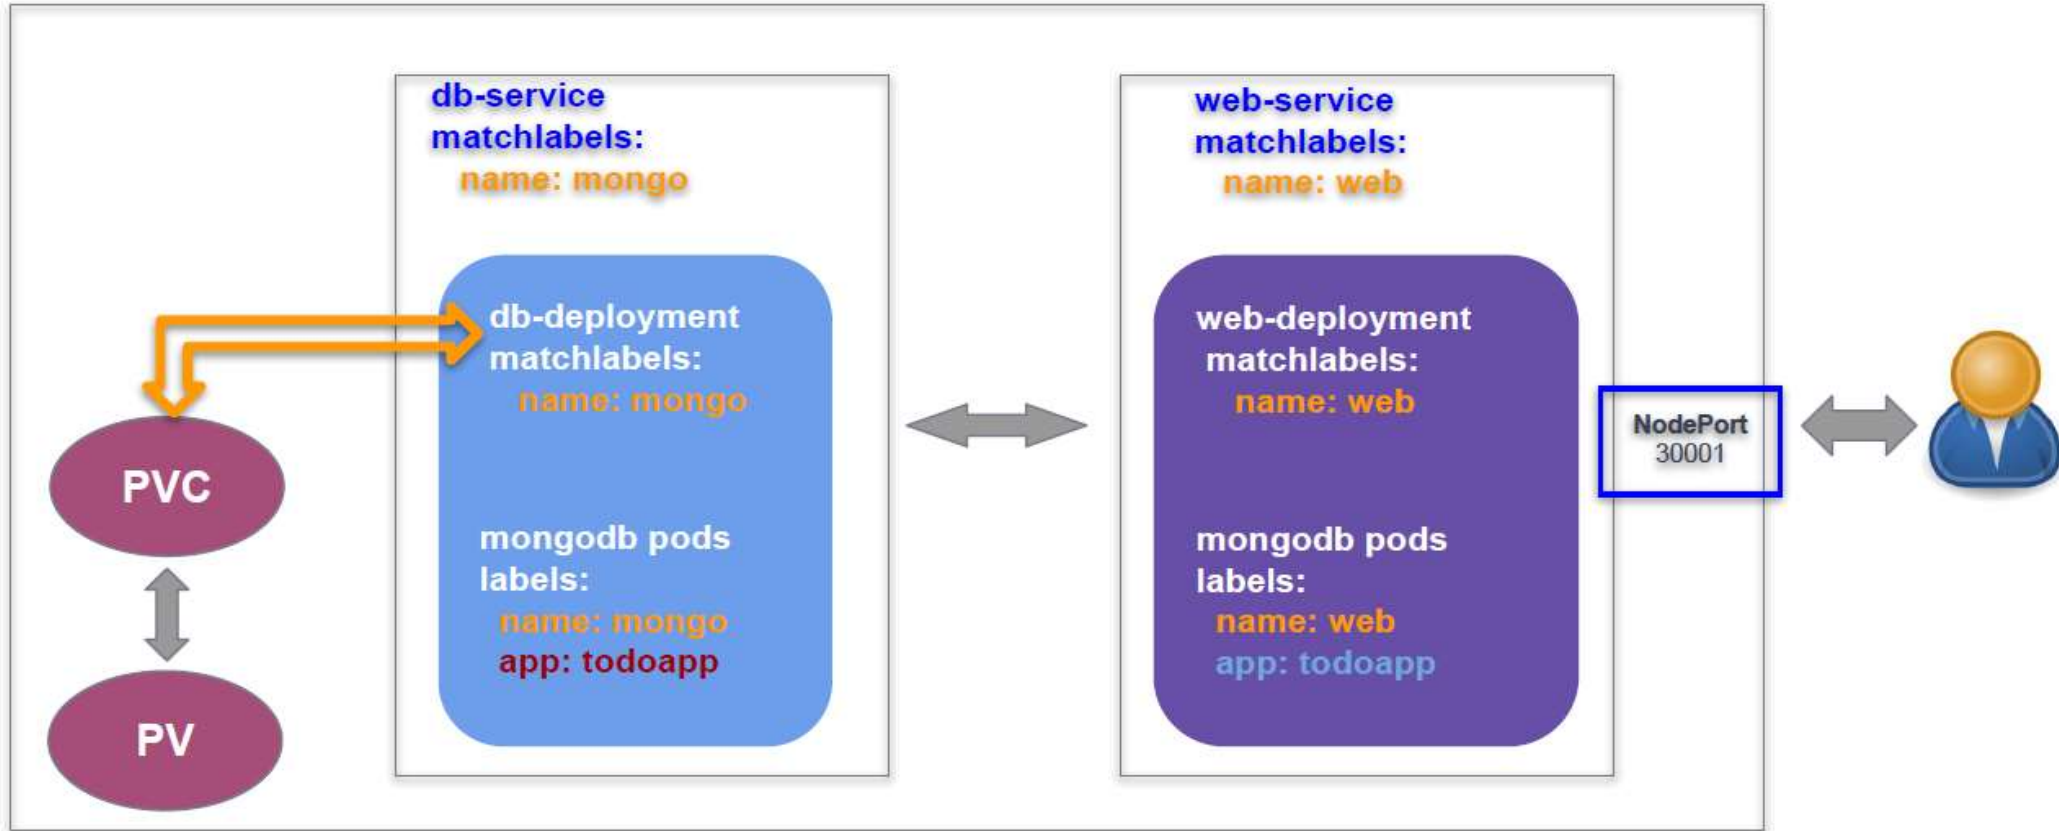 db-service
matchlabels:
name: mongo
db-deployment
matchlabels:
name: mongo
mongodb pods
labels:
name: mongo
app: todoapp
web-service
matchlabels:
name: web
web-deployment
matchlabels:
name: web
mongodb pods
labels:
name: web
app: todoapp
NodePort
30001
PVC
PV